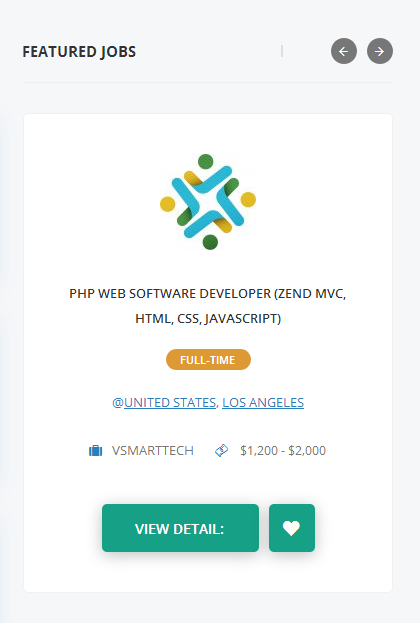 FEATURED JOBS
PHP WEB SOFTWARE DEVELOPER (ZEND MVC,
HTML, CSS, JAVASCRIPT)
FULL-TIME
@UNITED STATES, LOS ANGELES
VSMARTTECH $1,200 - $2,000
VIEW DETAIL: